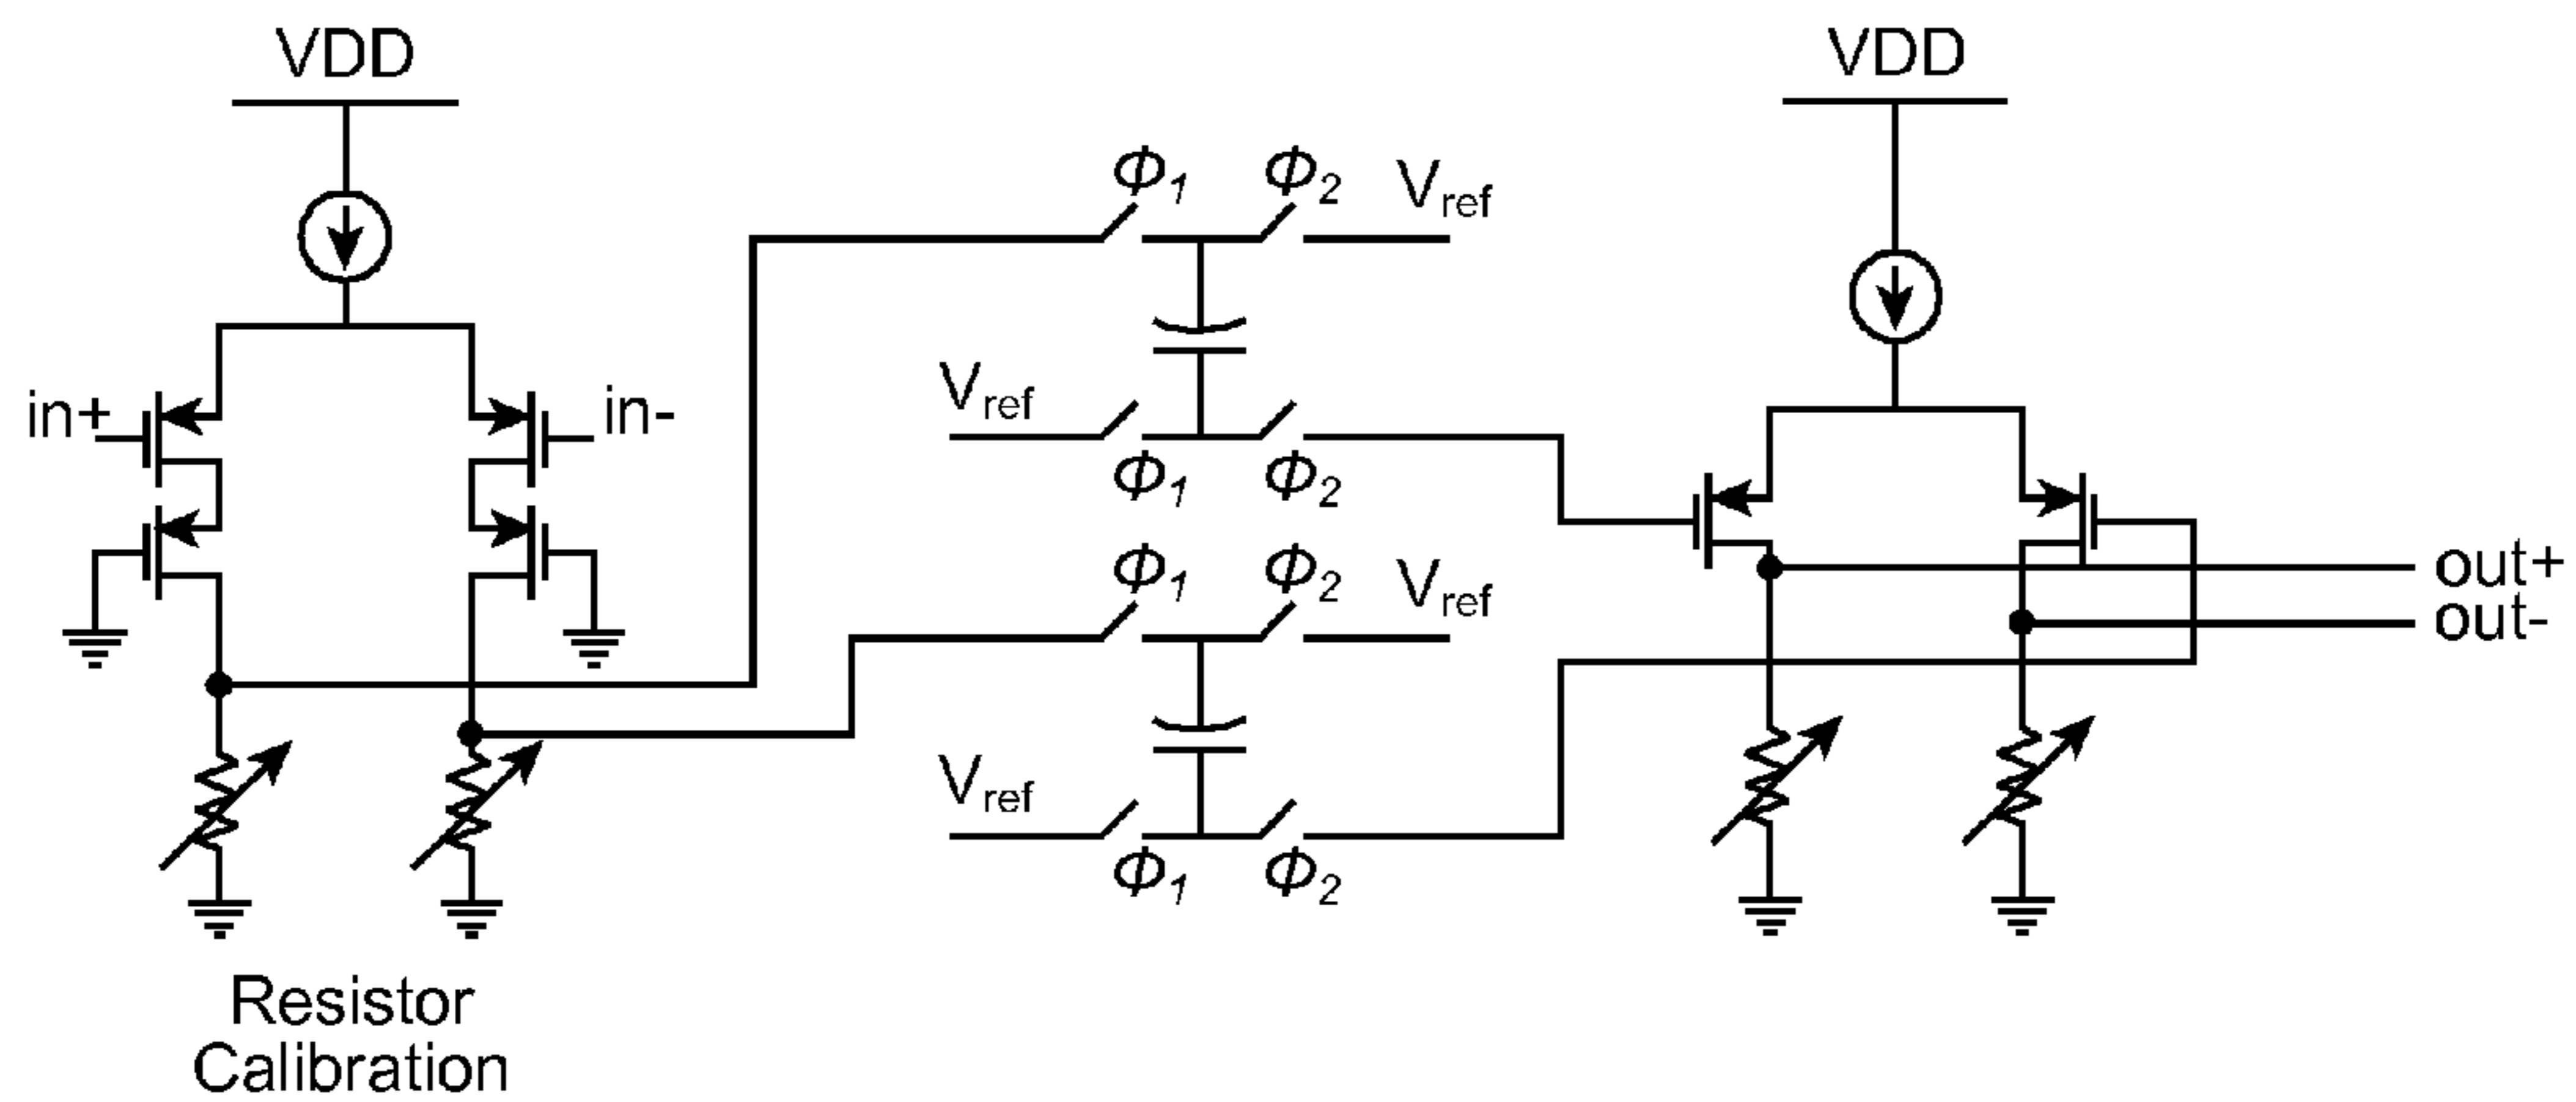 VDD
VDD
Φ1
Φ2
Vref
in+
in-
Vref
Φ1
Φ2
Φ1
Φ2
Vref
out+
out-
Vref
Φ1
Φ2
Resistor
Calibration